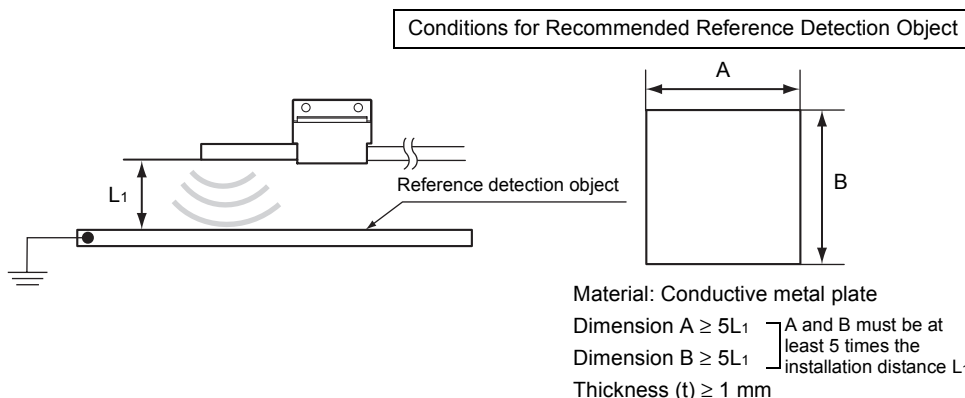 Conditions for Recommended Reference Detection Object
A
L1
Reference detection object
B
Material: Conductive metal plate
Dimension A ≥ 5L1
Dimension B ≥ 5L1
A and B must be at
least 5 times the
installation distance L1
Thickness (t) ≥ 1 mm